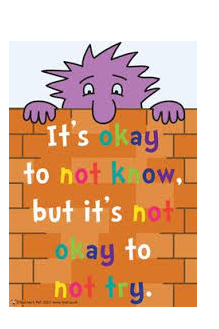 It's okay
to not know,
but it's not
okay to
not try.